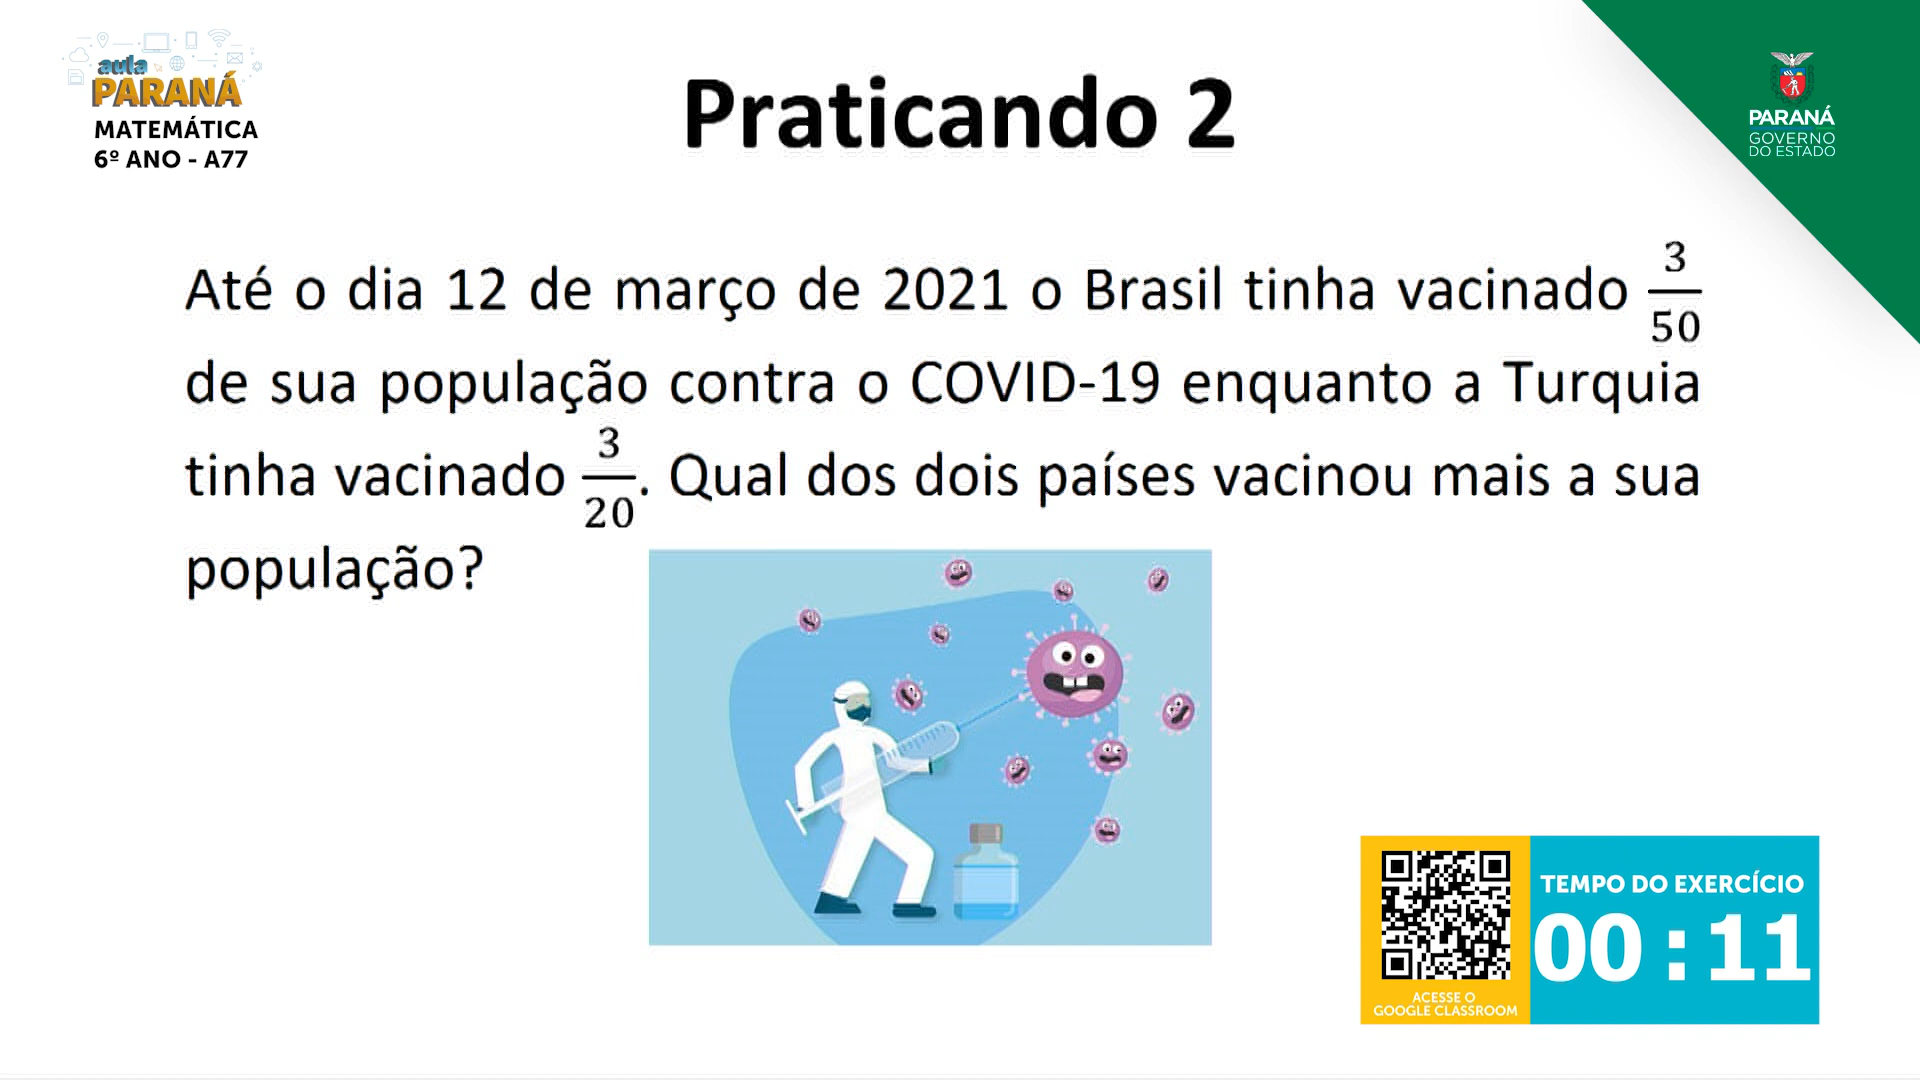 aula
PARANÁ
MATEMÁTICA
6º ANO - A77
Praticando 2
PARANÁ
GOVERNO
DO ESTADO
Até o dia 12 de março de 2021 o Brasil tinha vacinado 3/50
de sua população contra o COVID-19 enquanto a Turquia
tinha vacinado 3/20. Qual dos dois países vacinou mais a sua
população?
TEMPO DO EXERCÍCIO
00:11
ACESSE O
GOOGLE CLASSROOM